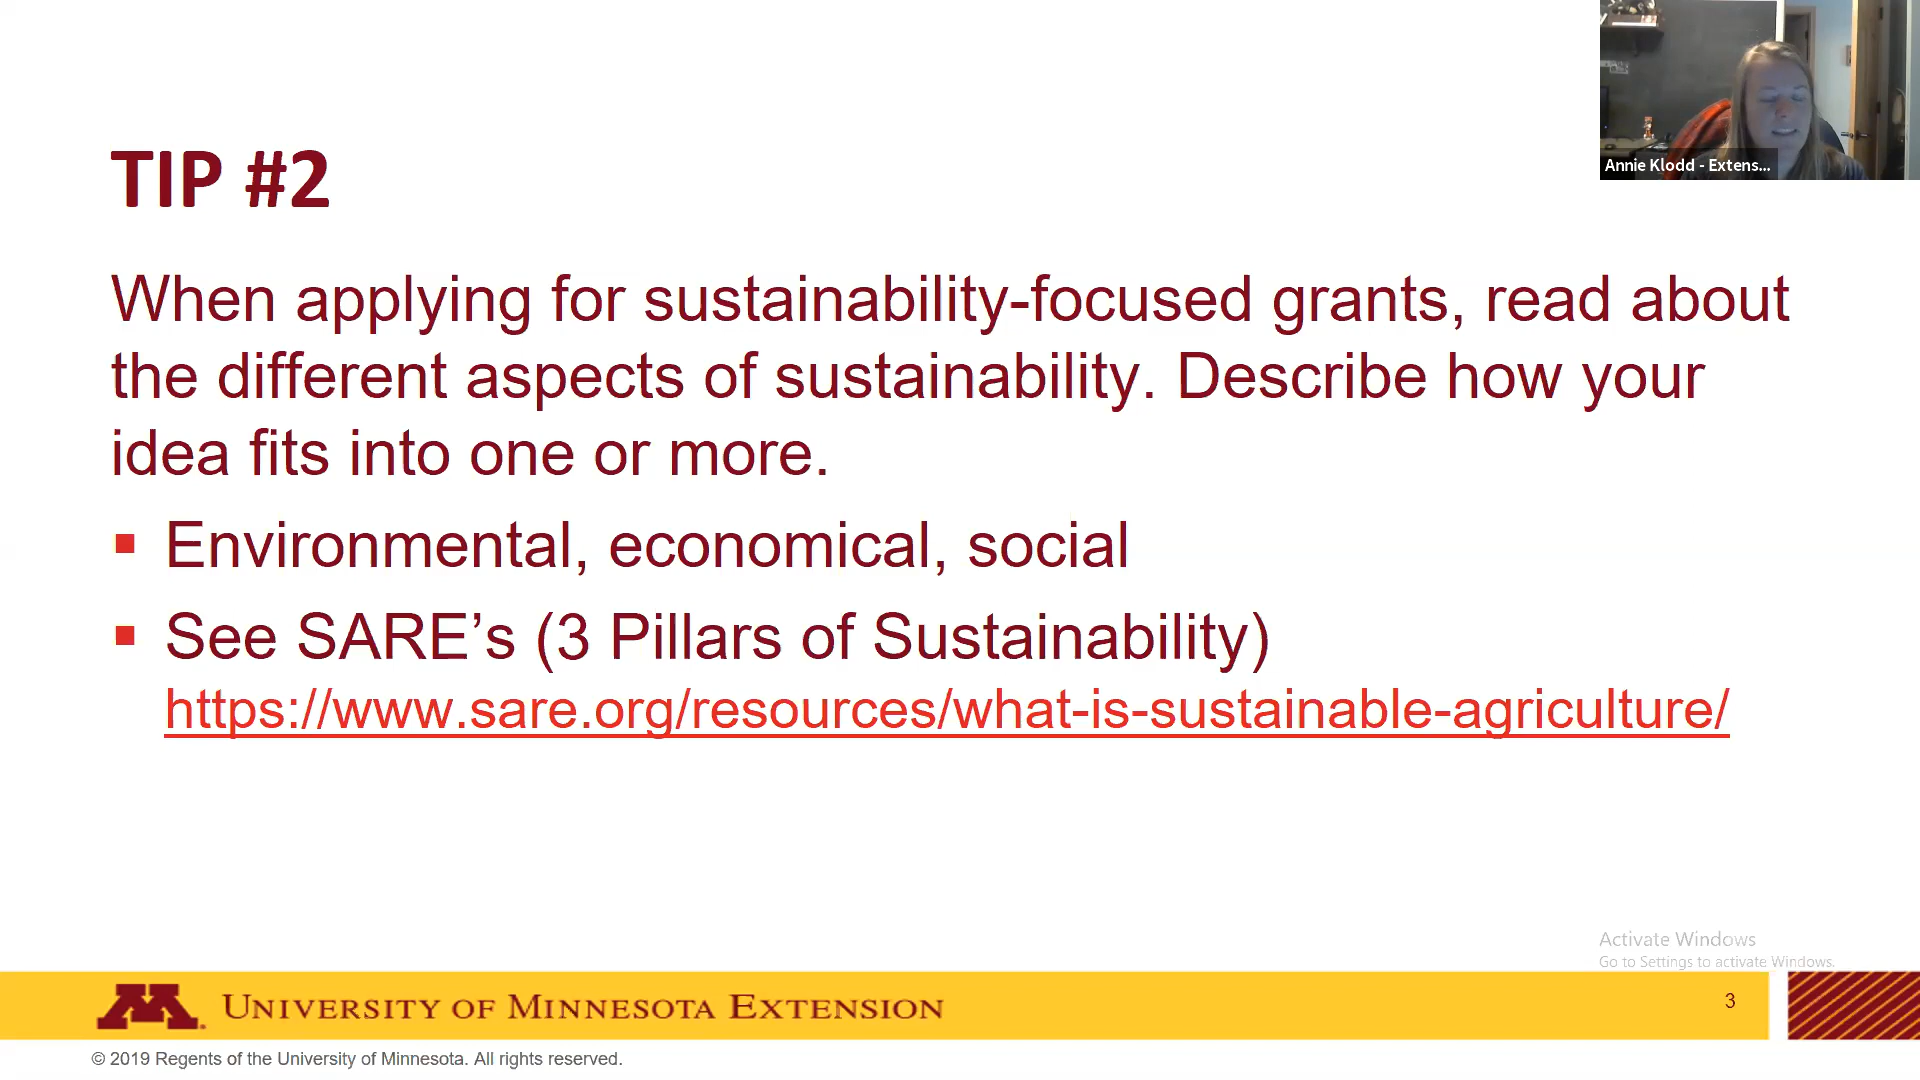 TIP #2
When applying for sustainability-focused grants, read about
the different aspects of sustainability. Describe how your
idea fits into one or more.
▪ Environmental, economical, social
▪ See SARE’s (3 Pillars of Sustainability)
https://www.sare.org/resources/what-is-sustainable-agriculture/
Annie Klodd - Extens...
Activate Windows
Go to Settings to activate Windows.
M
UNIVERSITY OF MINNESOTA EXTENSION
3
© 2019 Regents of the University of Minnesota. All rights reserved.